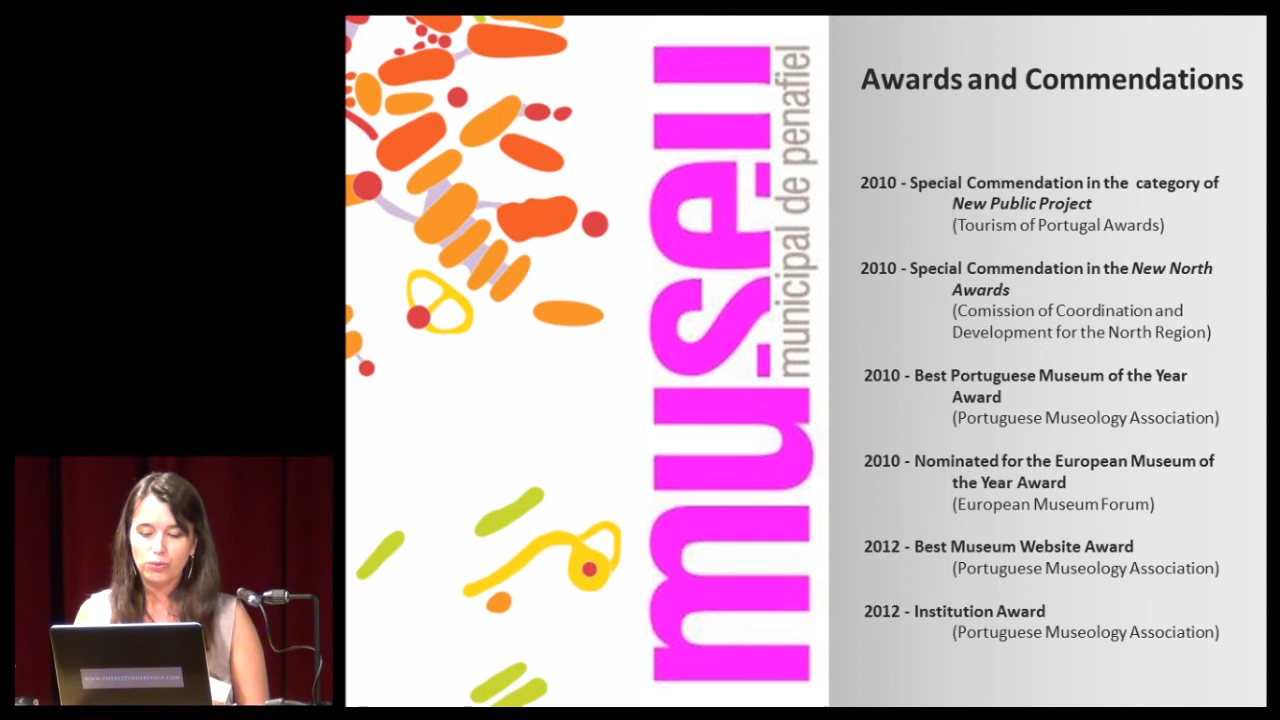 museu
municipal de penafiel
Awards and Commendations
2010 - Special Commendation in the category of
New Public Project
(Tourism of Portugal Awards)
2010 - Special Commendation in the New North
Awards
(Comission of Coordination and
Development for the North Region)
2010 - Best Portuguese Museum of the Year
Award
(Portuguese Museology Association)
2010 - Nominated for the European Museum of
the Year Award
(European Museum Forum)
2012 - Best Museum Website Award
(Portuguese Museology Association)
2012 - Institution Award
(Portuguese Museology Association)
WWW.THEBESTINHERITAGE.COM